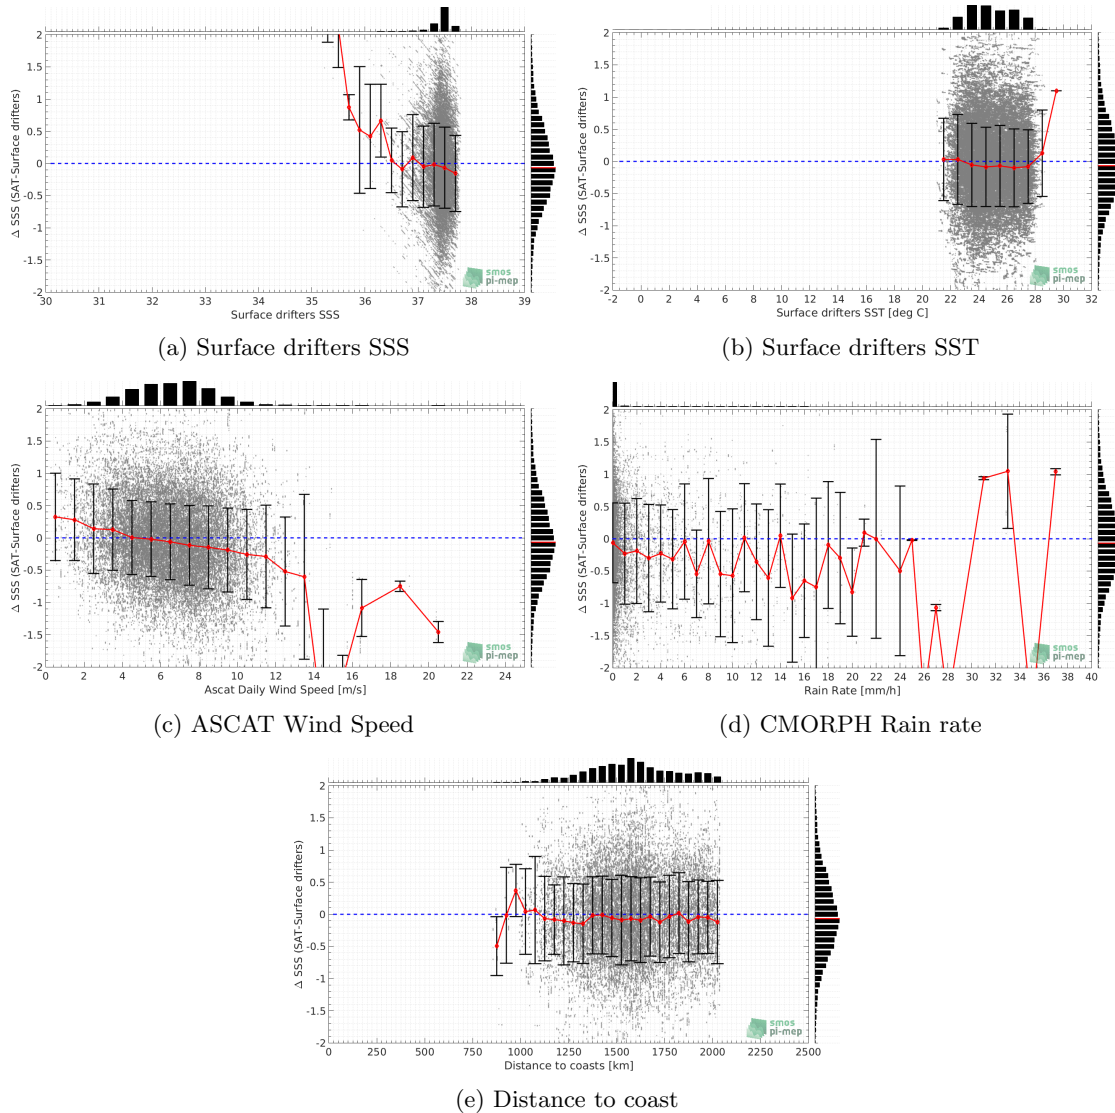 2
1.5
1
0.5
0
-0.5
-1
-1.5
-2
Δ SSS (SAT-Surface drifters)
30 31 32 33 34 35 36 37 38 39
Surface drifters SSS
smos
pi-mep
(a) Surface drifters SSS
2
1.5
1
0.5
0
-0.5
-1
-1.5
-2
Δ SSS (SAT-Surface drifters)
-2 0 2 4 6 8 10 12 14 16 18 20 22 24 26 28 30 32
Surface drifters SST [deg C]
smos
pi-mep
(b) Surface drifters SST
2
1.5
1
0.5
0
-0.5
-1
-1.5
-2
Δ SSS (SAT-Surface drifters)
0 2 4 6 8 10 12 14 16 18 20 22 24
Ascat Daily Wind Speed [m/s]
smos
pi-mep
(c) ASCAT Wind Speed
2
1.5
1
0.5
0
-0.5
-1
-1.5
-2
Δ SSS (SAT-Surface drifters)
0 2 4 6 8 10 12 14 16 18 20 22 24 26 28 30 32 34 36 38 40
Rain Rate [mm/h]
smos
pi-mep
(d) CMORPH Rain rate
2
1.5
1
0.5
0
-0.5
-1
-1.5
-2
Δ SSS (SAT-Surface drifters)
0 250 500 750 1000 1250 1500 1750 2000 2250 2500
Distance to coasts [km]
smos
pi-mep
(e) Distance to coast